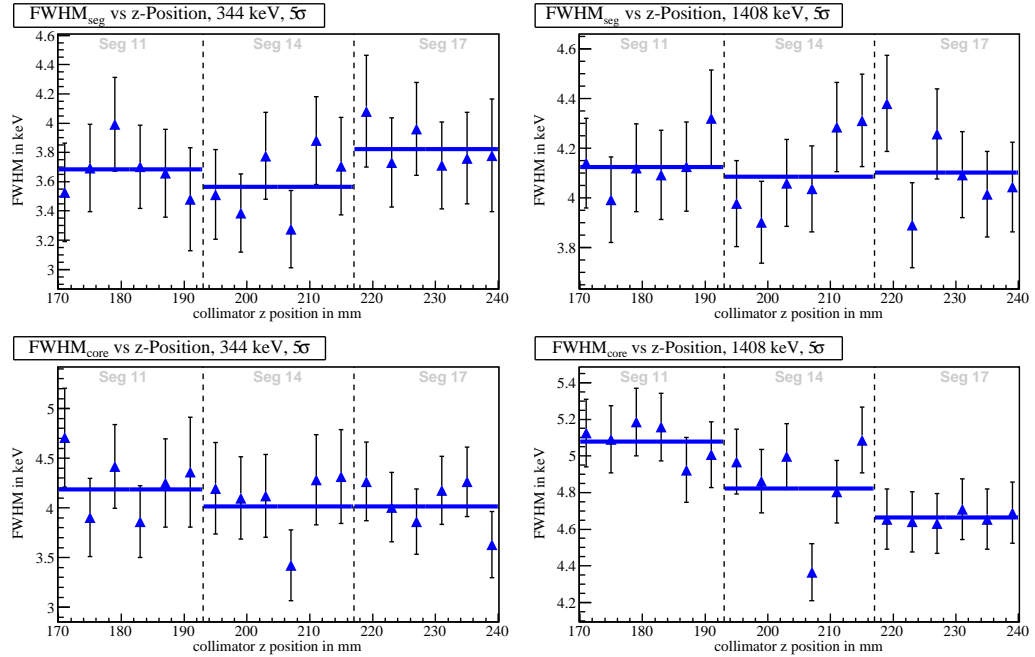 FWHM_seg vs z-Position, 344 keV, 5σ
Seg 11 Seg 14 Seg 17
FWHM in keV
4.6
4.4
4.2
4
3.8
3.6
3.4
3.2
3
170 180 190 200 210 220 230 240
collimator z position in mm
FWHM_seg vs z-Position, 1408 keV, 5σ
Seg 11 Seg 14 Seg 17
FWHM in keV
4.6
4.4
4.2
4
3.8
170 180 190 200 210 220 230 240
collimator z position in mm
FWHM_core vs z-Position, 344 keV, 5σ
Seg 11 Seg 14 Seg 17
FWHM in keV
5
4.5
4
3.5
3
170 180 190 200 210 220 230 240
collimator z position in mm
FWHM_core vs z-Position, 1408 keV, 5σ
Seg 11 Seg 14 Seg 17
FWHM in keV
5.4
5.2
5
4.8
4.6
4.4
4.2
170 180 190 200 210 220 230 240
collimator z position in mm